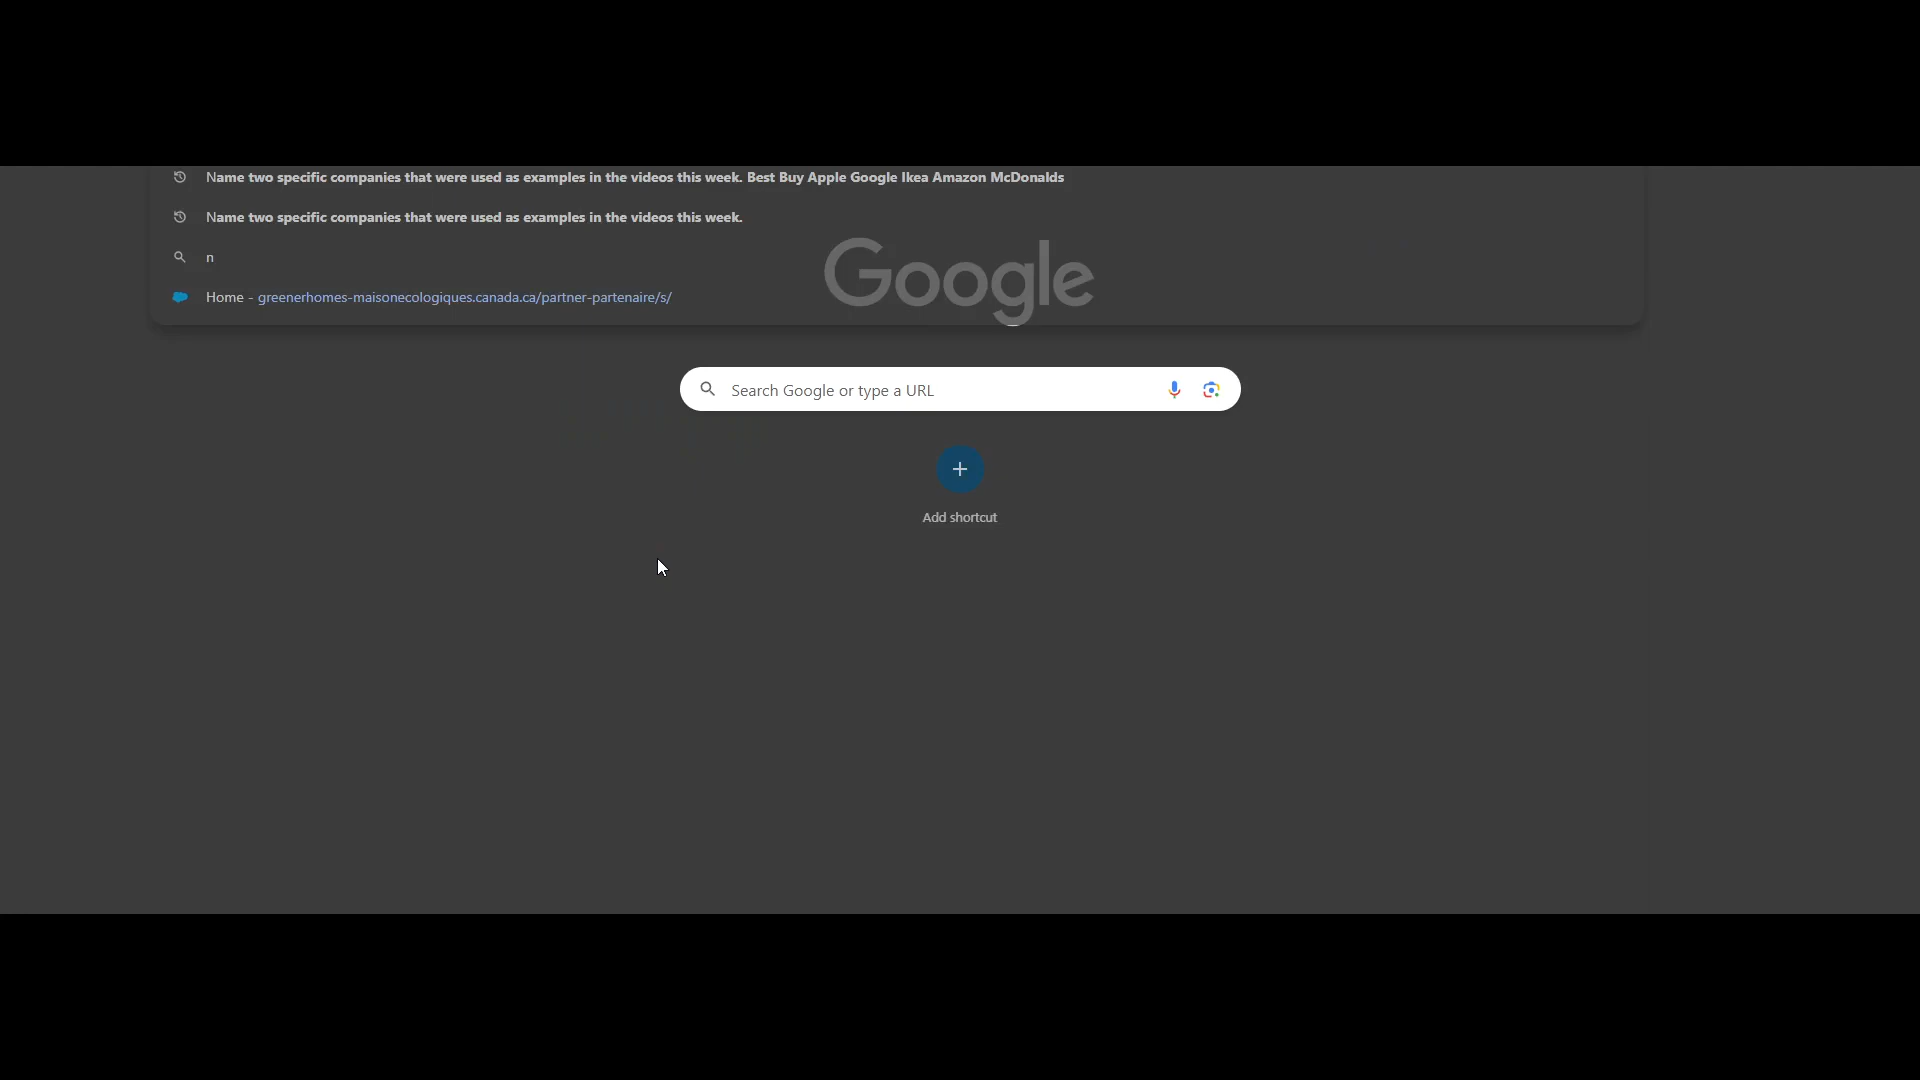 Name two specific companies that were used as examples in the videos this week. Best Buy Apple Google Ikea Amazon McDonalds
Name two specific companies that were used as examples in the videos this week.
n
Home - greenerhomes-maisonecologiques.canada.ca/partner-partenaire/s/
Google
Search Google or type a URL
Add shortcut